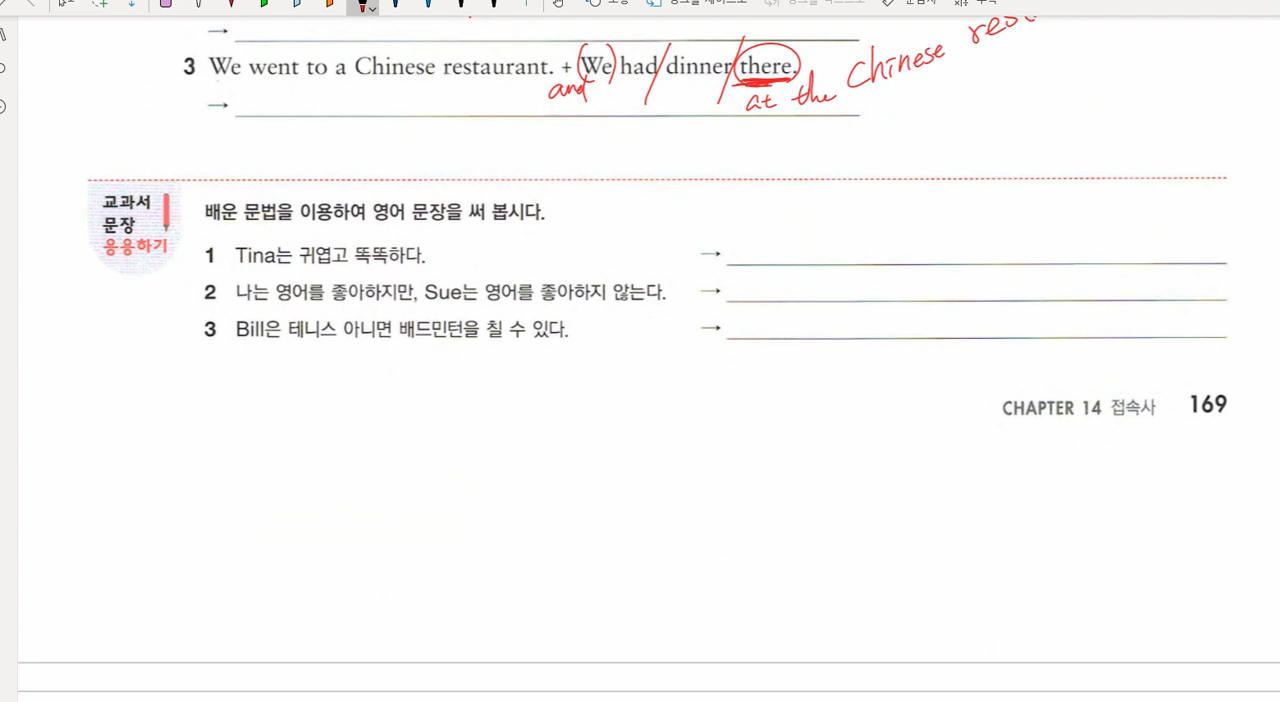 →
3 We went to a Chinese restaurant. + We had dinner there.
and at the Chinese
→
교과서
문장
응용하기
배운 문법을 이용하여 영어 문장을 써 봅시다.
1 Tina는 귀엽고 똑똑하다. →
2 나는 영어를 좋아하지만, Sue는 영어를 좋아하지 않는다. →
3 Bill은 테니스 아니면 배드민턴을 칠 수 있다. →
CHAPTER 14 접속사 169